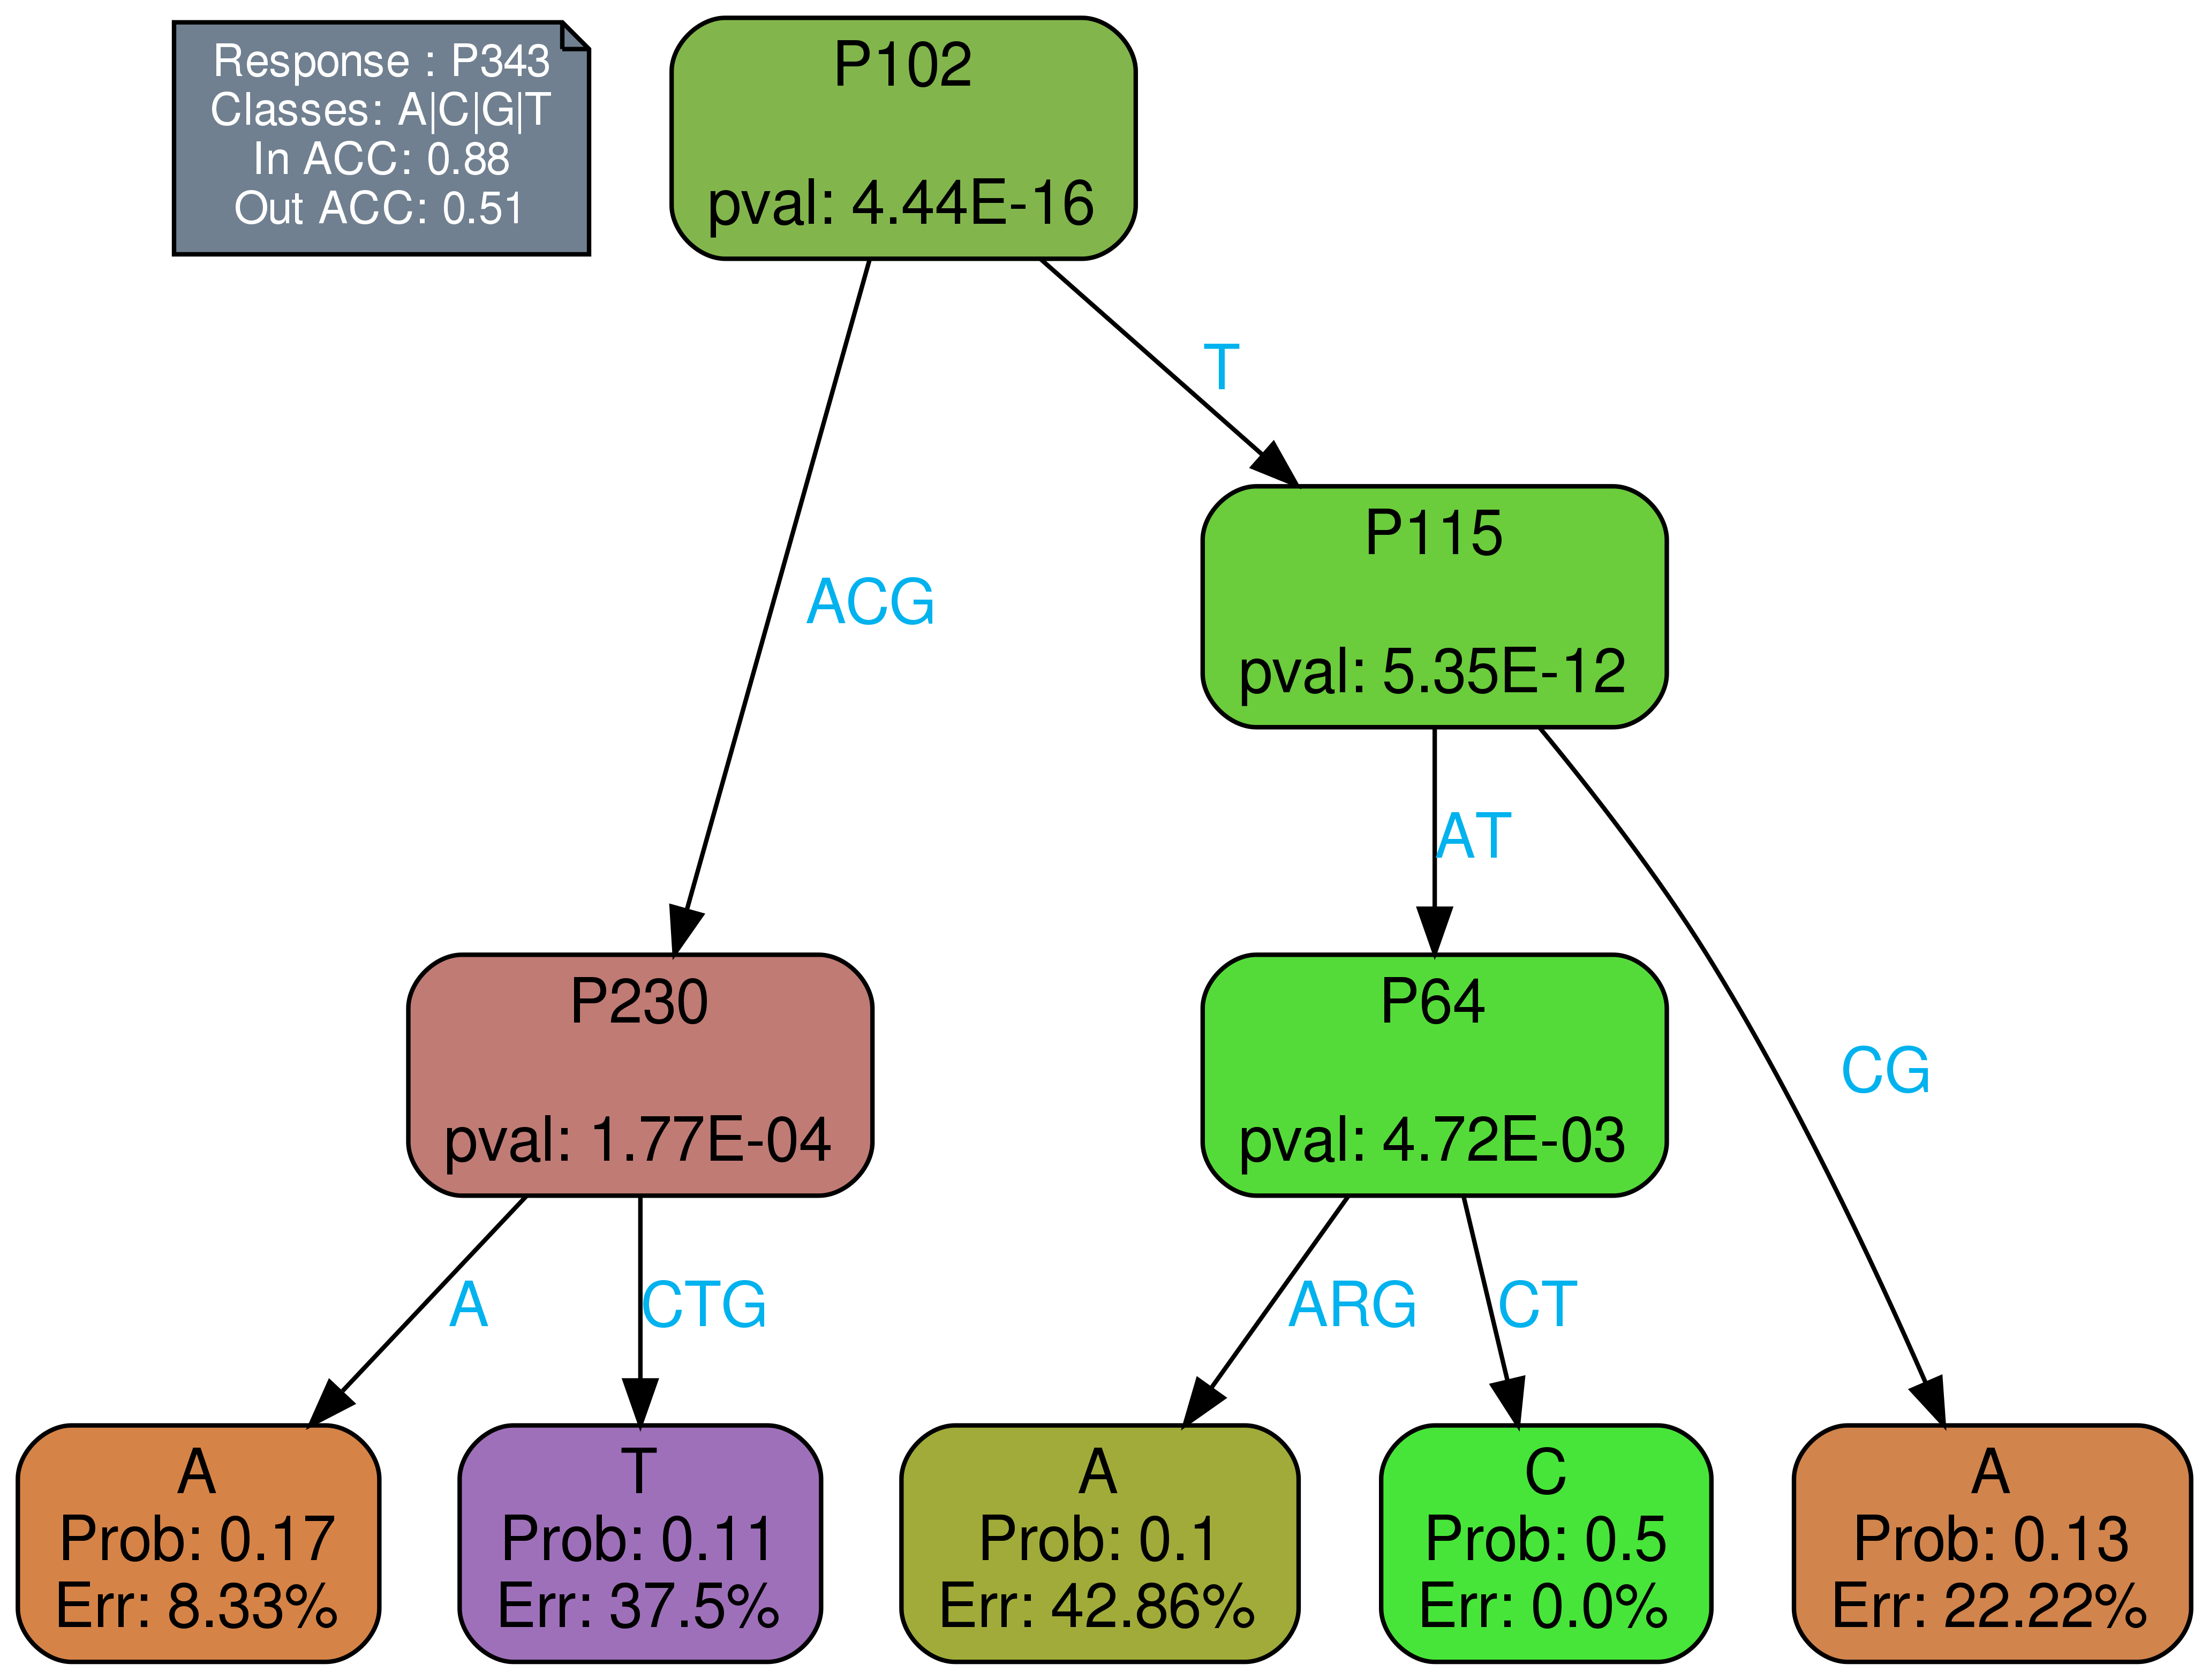 Response : P343
Classes: A|C|G|T
In ACC: 0.88
Out ACC: 0.51
P102
pval: 4.44E-16
T
ACG
P115
pval: 5.35E-12
AT
CG
P230
pval: 1.77E-04
P64
pval: 4.72E-03
A
CTG
ARG
CT
A
Prob: 0.17
Err: 8.33%
T
Prob: 0.11
Err: 37.5%
A
Prob: 0.1
Err: 42.86%
C
Prob: 0.5
Err: 0.0%
A
Prob: 0.13
Err: 22.22%